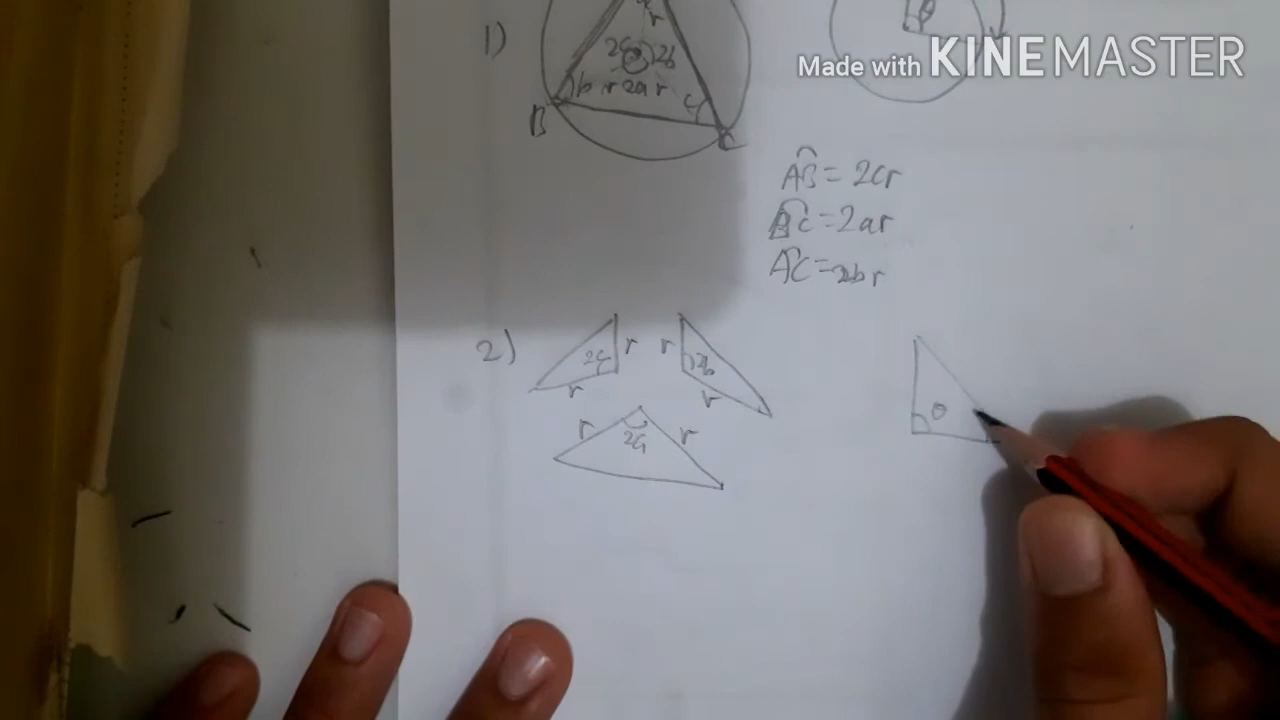 Made with KINEMASTER
1)
r
θ
2c 2b
b r 2a r c
B
C
AB = 2cr
BC = 2ar
AC = 2br
2)
2c r
r
r 2b
r
r 2a r
θ